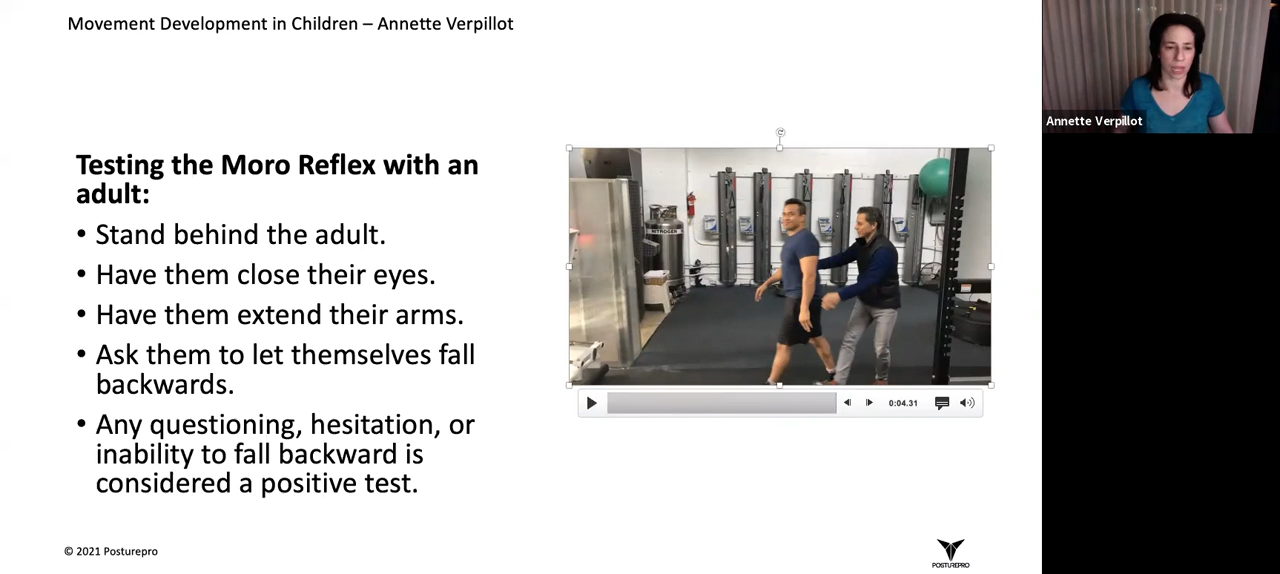 Movement Development in Children – Annette Verpillot
Annette Verpillot
Testing the Moro Reflex with an
adult:
• Stand behind the adult.
• Have them close their eyes.
• Have them extend their arms.
• Ask them to let themselves fall
backwards.
• Any questioning, hesitation, or
inability to fall backward is
considered a positive test.
NITROGEN
0:04.31
© 2021 Posturepro
POSTUREPRO